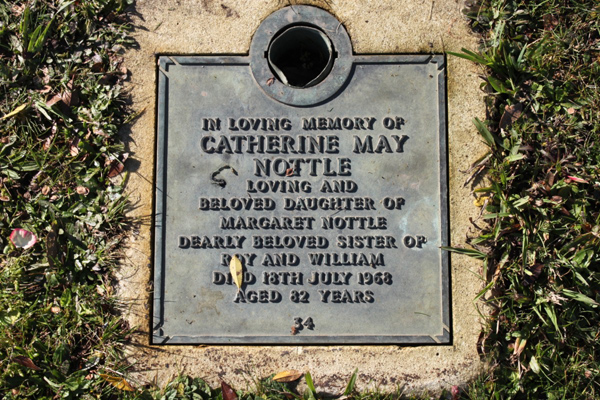 IN LOVING MEMORY OF
CATHERINE MAY
NOTTLE
LOVING AND
BELOVED DAUGHTER OF
MARGARET NOTTLE
DEARLY BELOVED SISTER OF
ROY AND WILLIAM
DIED 18TH JULY 1968
AGED 82 YEARS
34